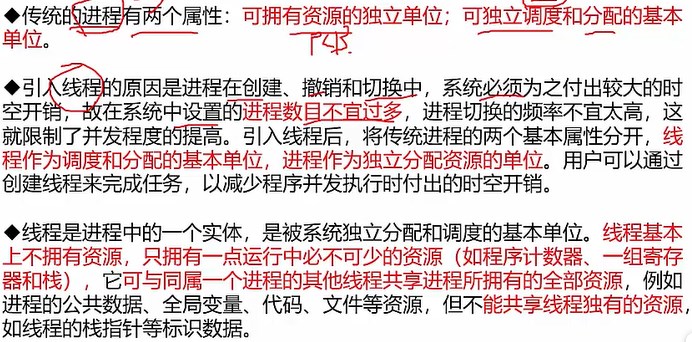 ◆传统的进程有两个属性：可拥有资源的独立单位；可独立调度和分配的基本
单位。
PCB
◆引入线程的原因是进程在创建、撤销和切换中，系统必须为之付出较大的时
空开销，故在系统中设置的进程数目不宜过多，进程切换的频率不宜太高，这
就限制了并发程度的提高。引入线程后，将传统进程的两个基本属性分开，线
程作为调度和分配的基本单位，进程作为独立分配资源的单位。用户可以通过
创建线程来完成任务，以减少程序并发执行时付出的时空开销。
◆线程是进程中的一个实体，是被系统独立分配和调度的基本单位。线程基本
上不拥有资源，只拥有一点运行中必不可少的资源（如程序计数器、一组寄存
器和栈），它可与同属一个进程的其他线程共享进程所拥有的全部资源，例如
进程的公共数据、全局变量、代码、文件等资源，但不能共享线程独有的资源，
如线程的栈指针等标识数据。